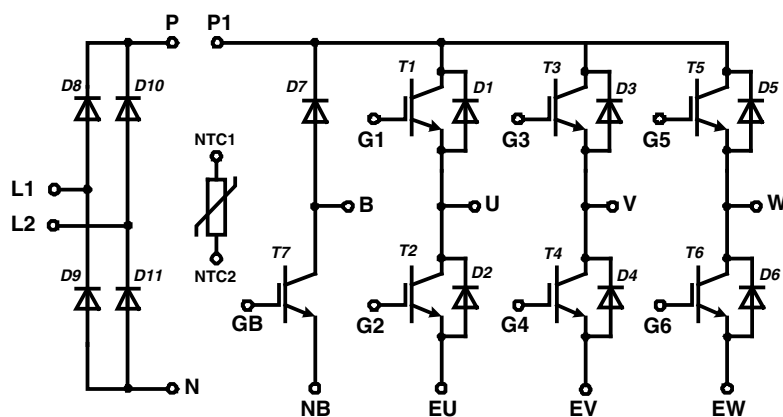 P P1
D8 D10 D7 T1 D1 T3 D3 T5 D5
G1 G3 G5
NTC1
L1
L2
B U V W
NTC2
D9 D11 T7 T2 D2 T4 D4 T6 D6
GB G2 G4 G6
N
NB EU EV EW